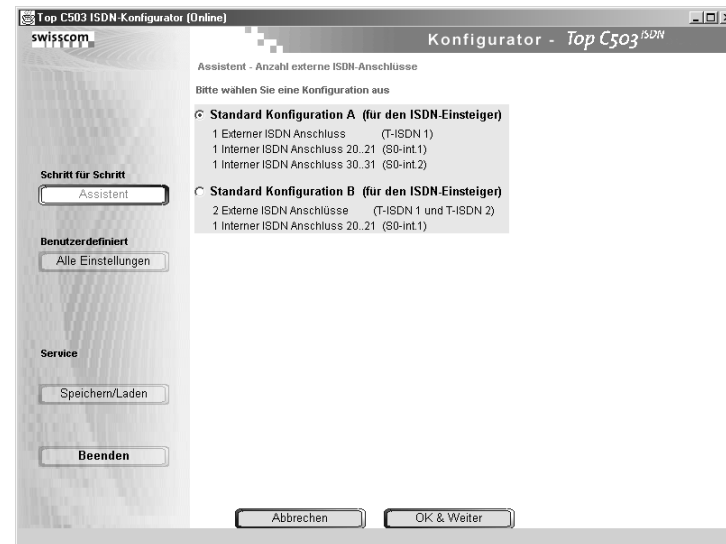 Top C503 ISDN-Konfigurator (Online)
swisscom
Konfigurator - Top C503 ISDN
Assistent - Anzahl externe ISDN-Anschlüsse
Bitte wählen Sie eine Konfiguration aus
Standard Konfiguration A (für den ISDN-Einsteiger)
1 Externer ISDN Anschluss (T-ISDN 1)
1 Interner ISDN Anschluss 20..21 (S0-int.1)
1 Interner ISDN Anschluss 30..31 (S0-int.2)
Standard Konfiguration B (für den ISDN-Einsteiger)
2 Externe ISDN Anschlüsse (T-ISDN 1 und T-ISDN 2)
1 Interner ISDN Anschluss 20..21 (S0-int.1)
Schritt für Schritt
Assistent
Benutzerdefiniert
Alle Einstellungen
Service
Speichern/Laden
Beenden
Abbrechen
OK & Weiter